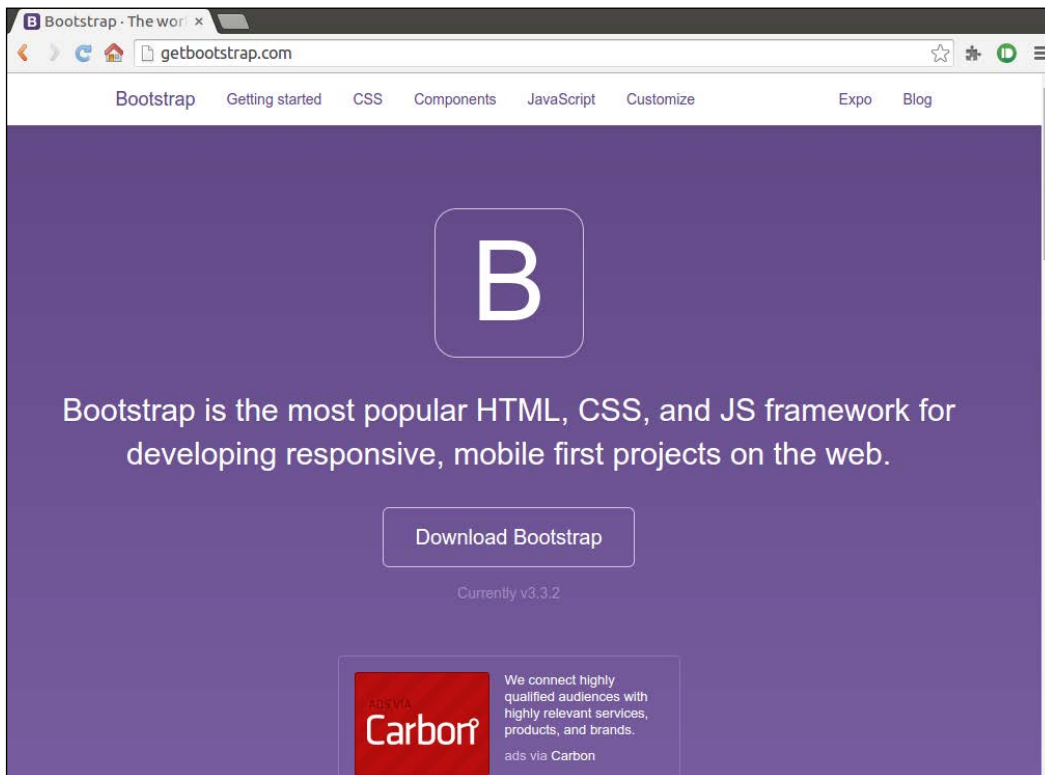 B Bootstrap · The wor ×
getbootstrap.com
Bootstrap Getting started CSS Components JavaScript Customize Expo Blog
B
Bootstrap is the most popular HTML, CSS, and JS framework for
developing responsive, mobile first projects on the web.
Download Bootstrap
Currently v3.3.2
ADS VIA
Carbon
We connect highly
qualified audiences with
highly relevant services,
products, and brands.
ads via Carbon